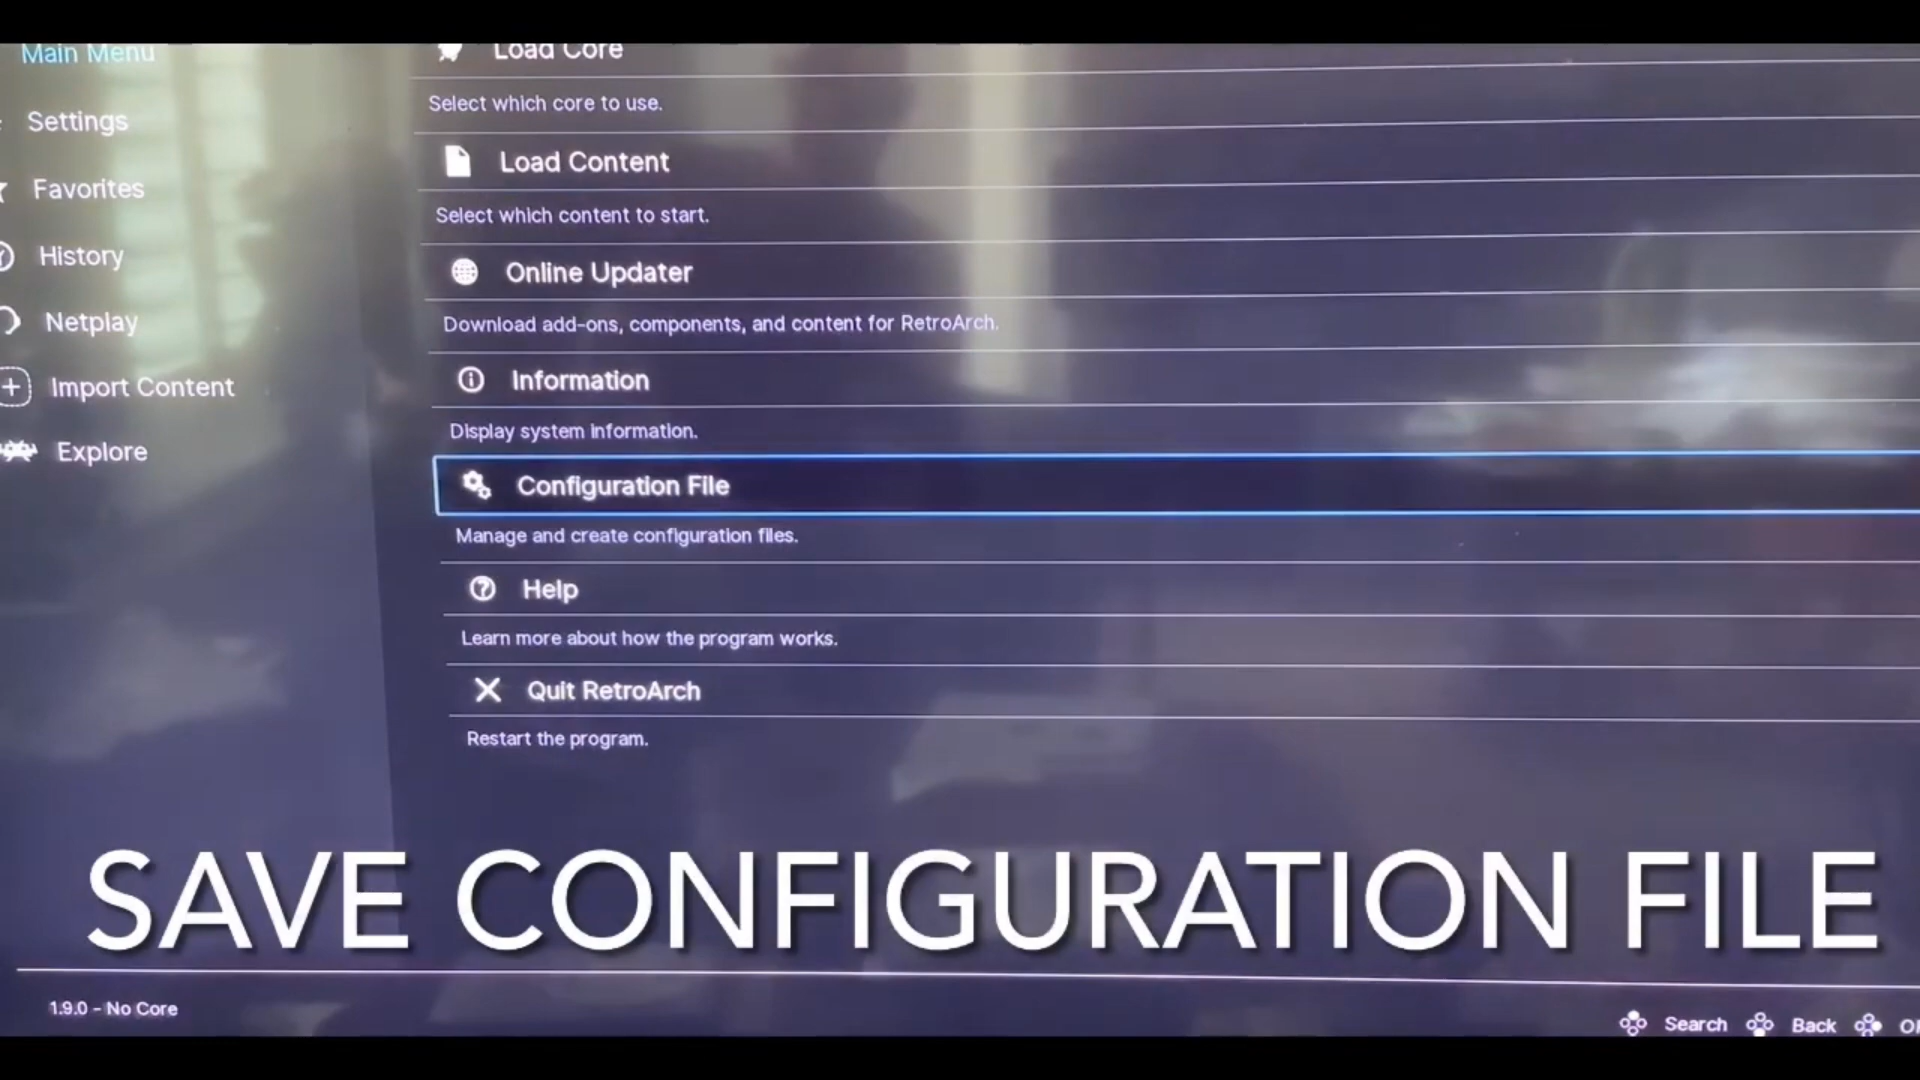 Main Menu
Settings
Favorites
History
Netplay
Import Content
Explore
Load Core
Select which core to use.
Load Content
Select which content to start.
Online Updater
Download add-ons, components, and content for RetroArch.
Information
Display system information.
Configuration File
Manage and create configuration files.
Help
Learn more about how the program works.
Quit RetroArch
Restart the program.
SAVE CONFIGURATION FILE
1.9.0 - No Core
Search Back